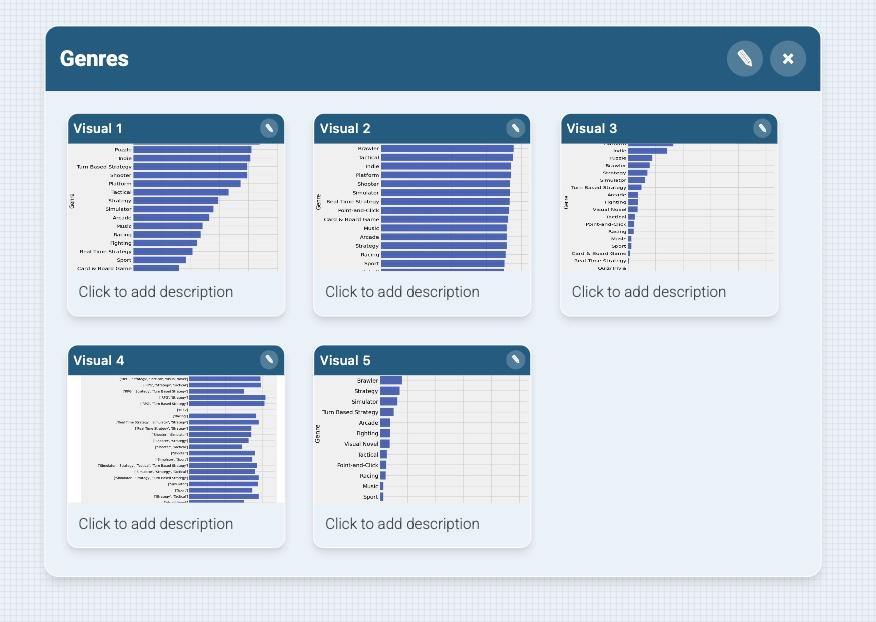 Genres
Visual 1
Puzzle
Indie
Turn Based Strategy
Shooter
Platform
Tactical
Strategy
Simulator
Arcade
Music
Racing
Fighting
Real Time Strategy
Sport
Card & Board Game
Genre
Click to add description
Visual 2
Brawler
Tactical
Indie
Platform
Shooter
Simulator
Real Time Strategy
Point-and-Click
Card & Board Game
Music
Arcade
Strategy
Racing
Sport
Genre
Click to add description
Visual 3
Indie
Puzzle
Brawler
Strategy
Simulator
Turn Based Strategy
Arcade
Fighting
Visual Novel
Tactical
Point-and-Click
Racing
Music
Sport
Card & Board Game
Real Time Strategy
Quiz/Trivia
Genre
Click to add description
Visual 4
Click to add description
Visual 5
Brawler
Strategy
Simulator
Turn Based Strategy
Arcade
Fighting
Visual Novel
Tactical
Point-and-Click
Racing
Music
Sport
Genre
Click to add description